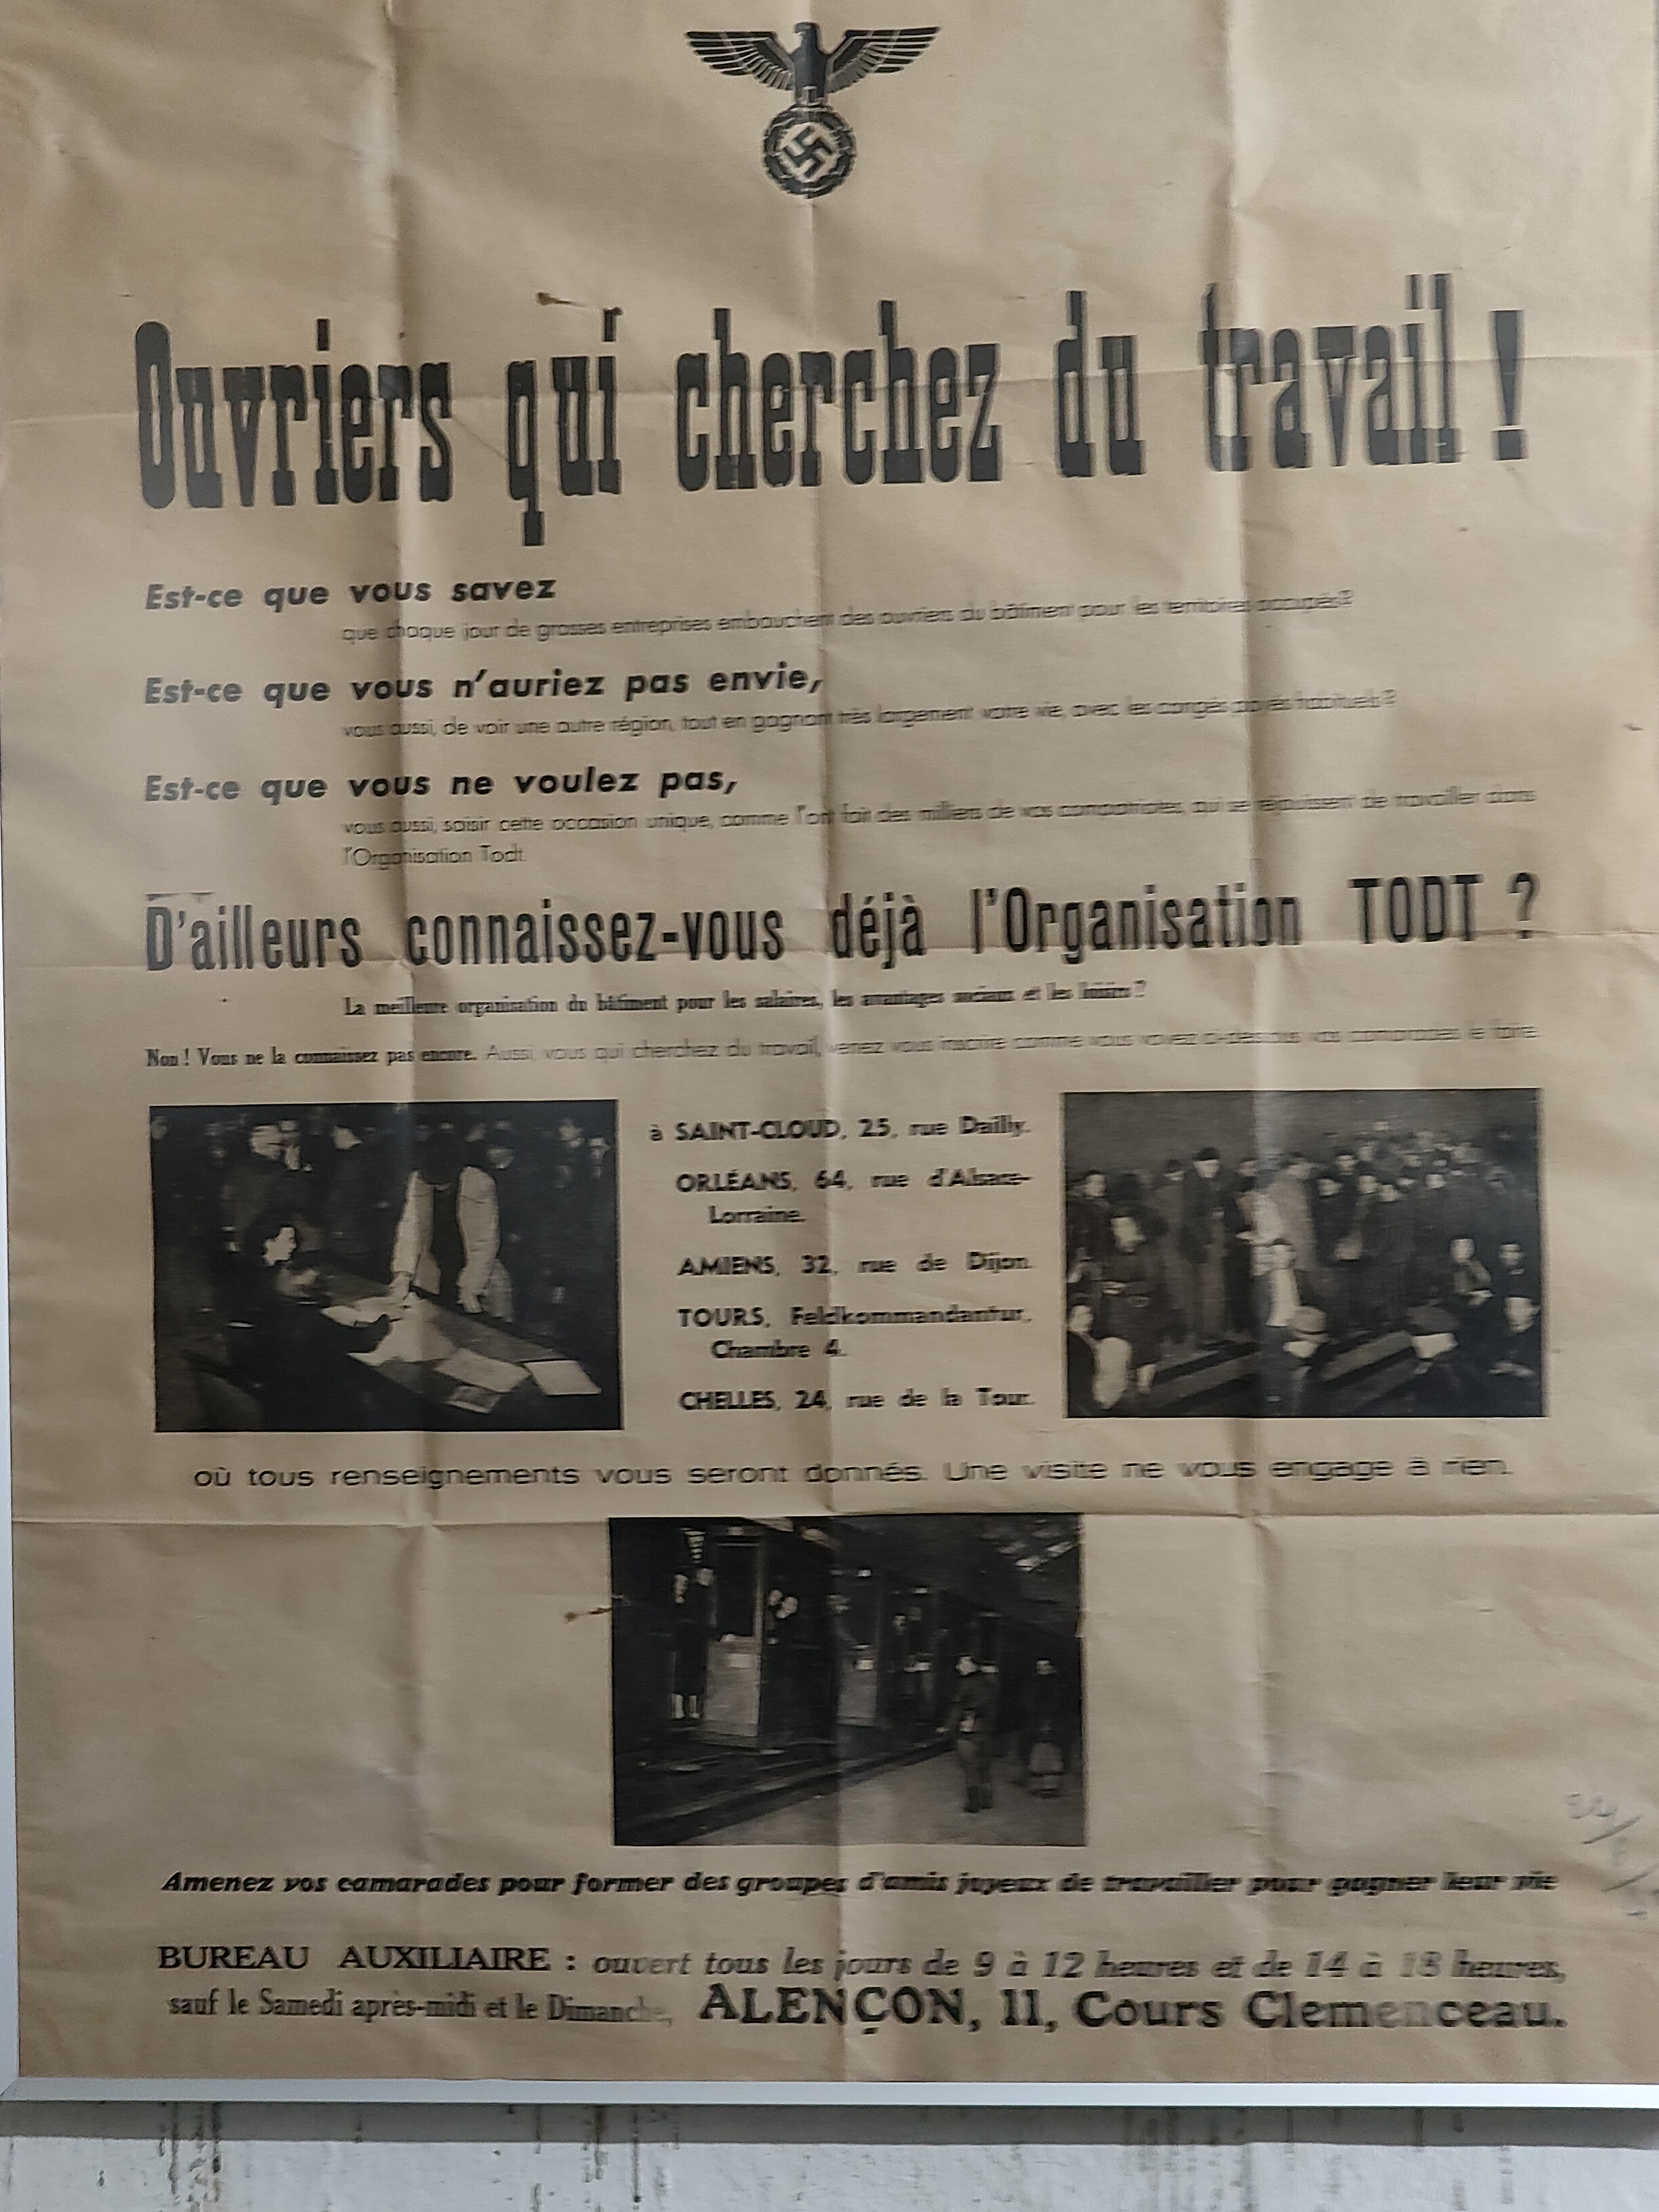 Ouvriers qui cherchez du travail !
Est-ce que vous savez
que chaque jour de grosses entreprises embauchent des ouvriers du bâtiment pour les territoires occupés?
Est-ce que vous n'auriez pas envie,
vous aussi, de voir une autre région, tout en gagnant très largement votre vie, avec les congés payés habituels?
Est-ce que vous ne voulez pas,
vous aussi, saisir cette occasion unique, comme l'ont fait des milliers de vos compatriotes, qui se réjouissent de travailler dans
l'Organisation Todt.
D'ailleurs connaissez-vous déjà l'Organisation TODT ?
La meilleure organisation du bâtiment pour les salaires, les avantages sociaux et les loisirs ?
Non ! Vous ne la connaissez pas encore. Aussi, vous qui cherchez du travail, venez vous inscrire comme vous voyez ci-dessous vos camarades le faire
à SAINT-CLOUD, 25, rue Dailly.
ORLÉANS, 64, rue d'Alsace-
Lorraine.
AMIENS, 32, rue de Dijon.
TOURS, Feldkommandantur,
Chambre 4.
CHELLES, 24, rue de la Tour.
où tous renseignements vous seront donnés. Une visite ne vous engage à rien.
Amenez vos camarades pour former des groupes d'amis joyeux de travailler pour gagner leur vie
BUREAU AUXILIAIRE : ouvert tous les jours de 9 à 12 heures et de 14 à 18 heures,
sauf le Samedi après-midi et le Dimanche, ALENÇON, 11, Cours Clemenceau.